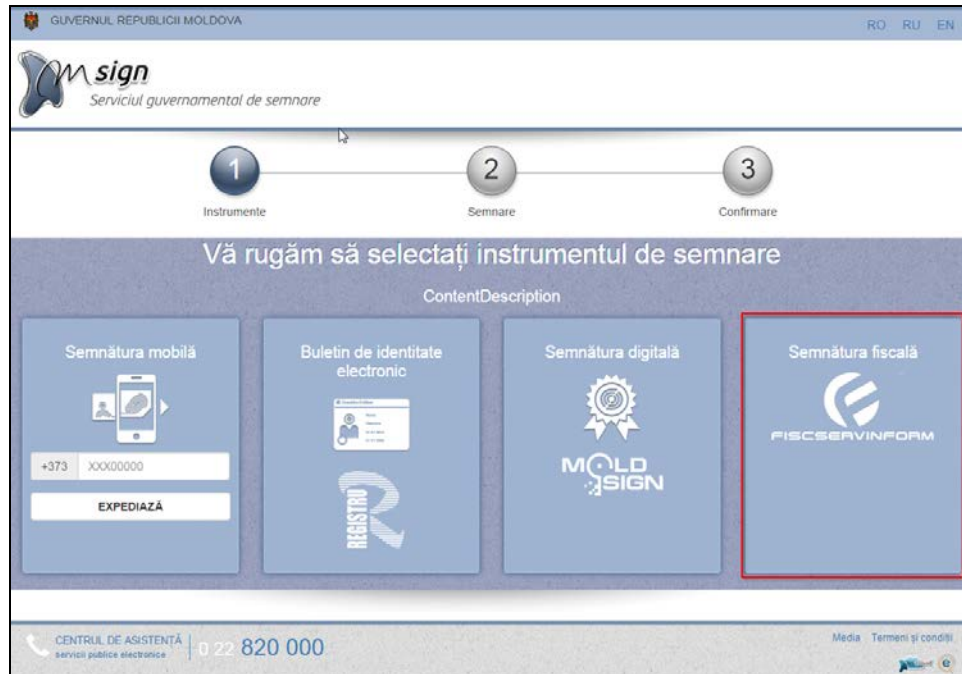 GUVERNUL REPUBLICII MOLDOVA
RO RU EN
M sign
Serviciul guvernamental de semnare
1
2
3
Instrumente
Semnare
Confirmare
Vă rugăm să selectați instrumentul de semnare
ContentDescription
Semnătura mobilă
+373 XXX00000
EXPEDIAZĂ
Buletin de identitate
electronic
REGISTRU
Semnătura digitală
MOLD
SIGN
Semnătura fiscală
FISCSERVINFORM
CENTRUL DE ASISTENȚĂ
servicii publice electronice
0 22 820 000
Media Termeni și condiții